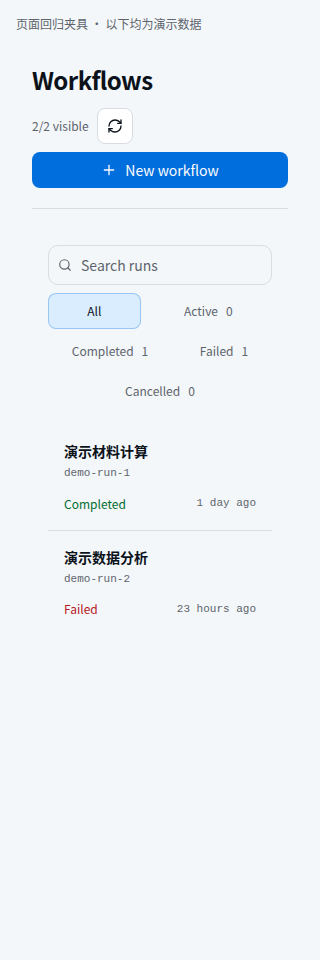 页面回归夹具 · 以下均为演示数据
Workflows
2/2 visible
New workflow
Search runs
All
Active 0
Completed 1
Failed 1
Cancelled 0
演示材料计算
demo-run-1
Completed 1 day ago
演示数据分析
demo-run-2
Failed 23 hours ago